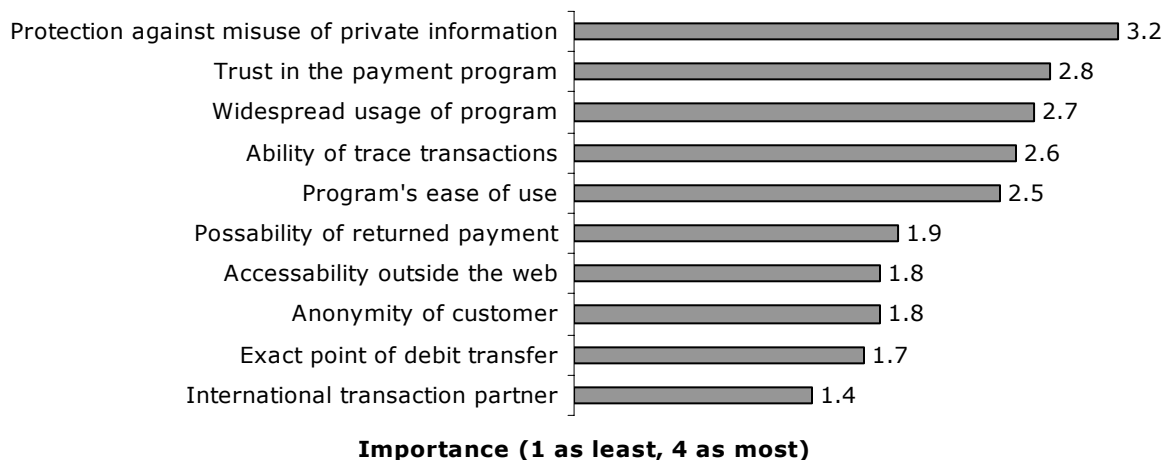 Protection against misuse of private information 3.2
Trust in the payment program 2.8
Widespread usage of program 2.7
Ability of trace transactions 2.6
Program's ease of use 2.5
Possability of returned payment 1.9
Accessability outside the web 1.8
Anonymity of customer 1.8
Exact point of debit transfer 1.7
International transaction partner 1.4
Importance (1 as least, 4 as most)